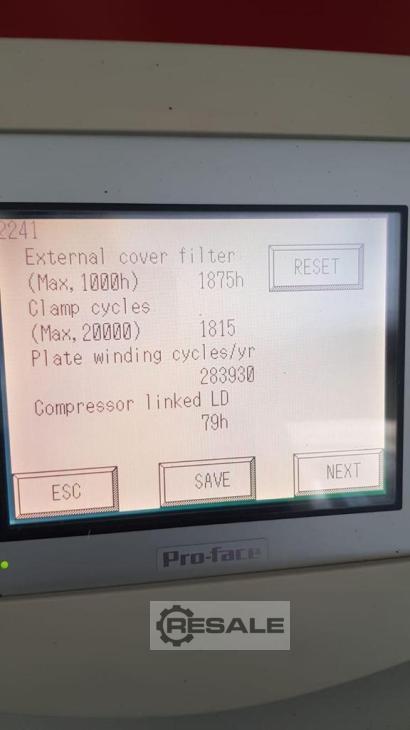 2241
External cover filter
(Max,1000h) 1875h
RESET
Clamp cycles
(Max,20000) 1815
Plate winding cycles/yr
283930
Compressor linked LD
79h
ESC SAVE NEXT
Pro-face
RESALE